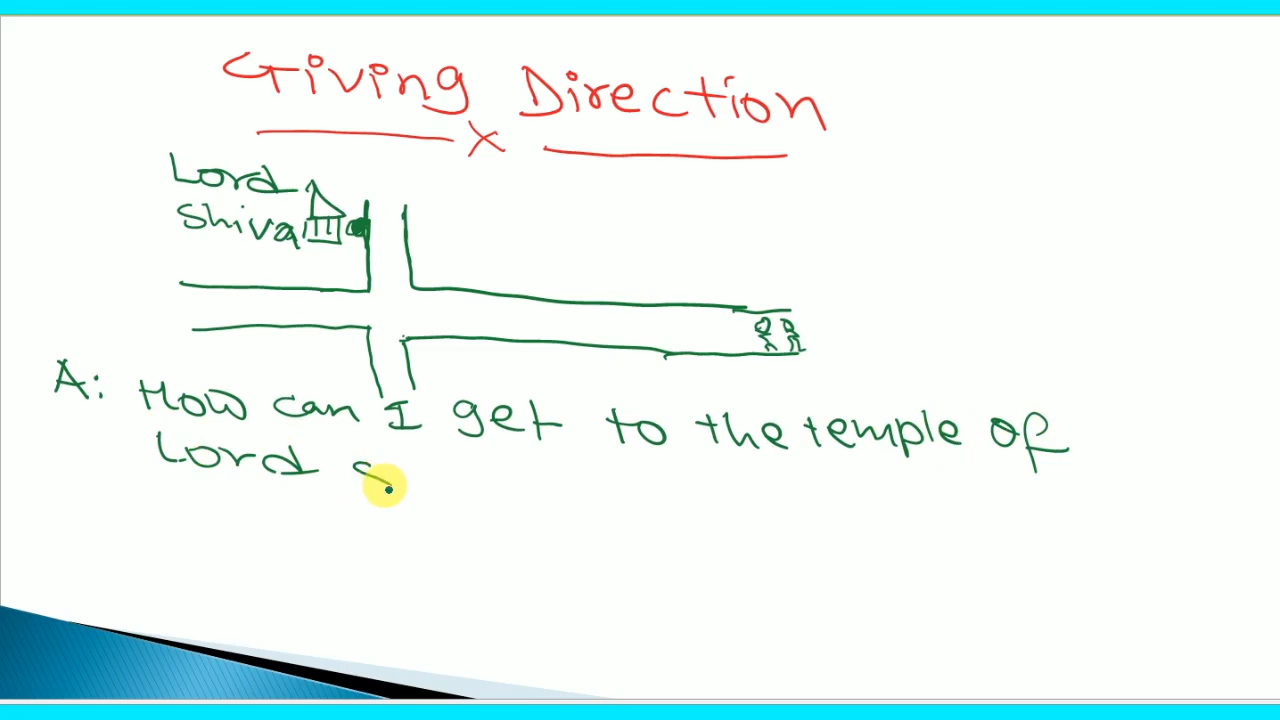 Giving Direction
Lord
Shiva
A: How can I get to the temple of
Lord